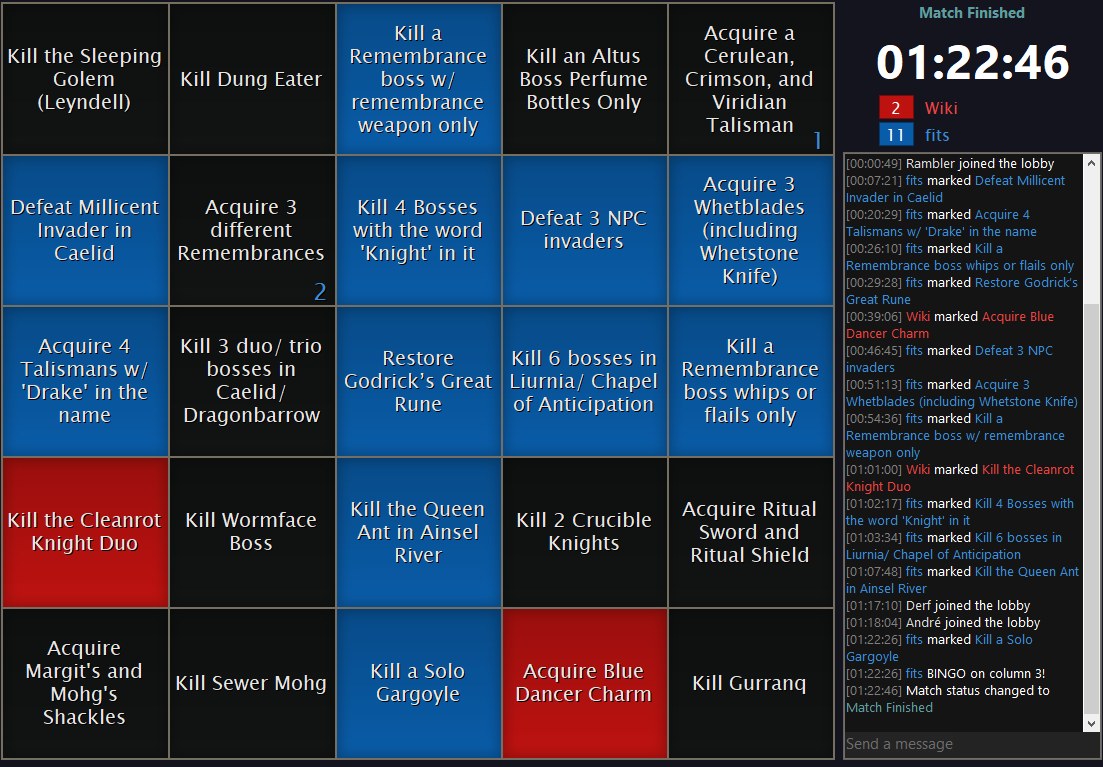 Kill the Sleeping
Golem
(Leyndell)
Kill Dung Eater
Kill a
Remembrance
boss w/
remembrance
weapon only
Kill an Altus
Boss Perfume
Bottles Only
Acquire a
Cerulean,
Crimson, and
Viridian
Talisman
1
Defeat Millicent
Invader in
Caelid
Acquire 3
different
Remembrances
2
Kill 4 Bosses
with the word
'Knight' in it
Defeat 3 NPC
invaders
Acquire 3
Whetblades
(including
Whetstone
Knife)
Acquire 4
Talismans w/
'Drake' in the
name
Kill 3 duo/ trio
bosses in
Caelid/
Dragonbarrow
Restore
Godrick’s Great
Rune
Kill 6 bosses in
Liurnia/ Chapel
of Anticipation
Kill a
Remembrance
boss whips or
flails only
Kill the Cleanrot
Knight Duo
Kill Wormface
Boss
Kill the Queen
Ant in Ainsel
River
Kill 2 Crucible
Knights
Acquire Ritual
Sword and
Ritual Shield
Acquire
Margit's and
Mohg's
Shackles
Kill Sewer Mohg
Kill a Solo
Gargoyle
Acquire Blue
Dancer Charm
Kill Gurranq
Match Finished
01:22:46
2 Wiki
11 fits
[00:00:49] Rambler joined the lobby
[00:07:21] fits marked Defeat Millicent
Invader in Caelid
[00:20:29] fits marked Acquire 4
Talismans w/ 'Drake' in the name
[00:26:10] fits marked Kill a
Remembrance boss whips or flails only
[00:29:28] fits marked Restore Godrick’s
Great Rune
[00:39:06] Wiki marked Acquire Blue
Dancer Charm
[00:46:45] fits marked Defeat 3 NPC
invaders
[00:51:13] fits marked Acquire 3
Whetblades (including Whetstone Knife)
[00:54:36] fits marked Kill a
Remembrance boss w/ remembrance
weapon only
[01:01:00] Wiki marked Kill the Cleanrot
Knight Duo
[01:02:17] fits marked Kill 4 Bosses with
the word 'Knight' in it
[01:03:34] fits marked Kill 6 bosses in
Liurnia/ Chapel of Anticipation
[01:07:48] fits marked Kill the Queen Ant
in Ainsel River
[01:17:10] Derf joined the lobby
[01:18:04] André joined the lobby
[01:22:26] fits marked Kill a Solo
Gargoyle
[01:22:26] fits BINGO on column 3!
[01:22:46] Match status changed to
Match Finished
Send a message